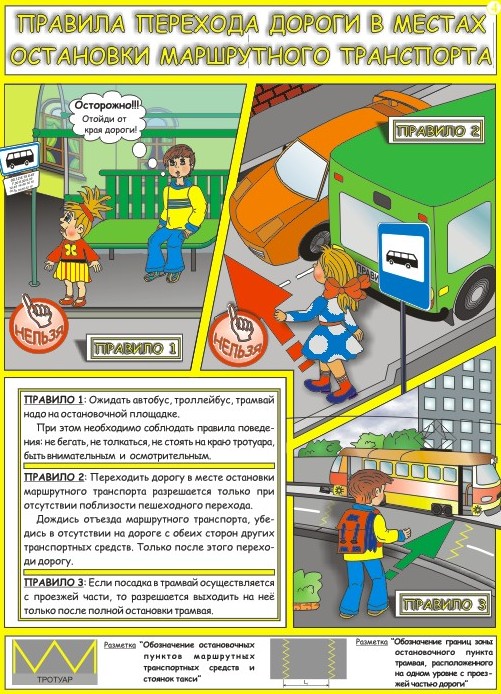 4
ПРАВИЛА ПЕРЕХОДА ДОРОГИ В МЕСТАХ
ОСТАНОВКИ МАРШРУТНОГО ТРАНСПОРТА
Осторожно!!!
Отойди от
края дороги!
НЕЛЬЗЯ
ПРАВИЛО 1
ПРАВИЛО 2
НЕЛЬЗЯ
ПРАВИЛО 1: Ожидать автобус, троллейбус, трамвай
надо на остановочной площадке.
При этом необходимо соблюдать правила поведе-
ния: не бегать, не толкаться, не стоять на краю тротуара,
быть внимательным и осмотрительным.
ПРАВИЛО 2: Переходить дорогу в месте остановки
маршрутного транспорта разрешается только при
отсутствии поблизости пешеходного перехода.
Дождись отъезда маршрутного транспорта, убе-
дись в отсутствии на дороге с обеих сторон других
транспортных средств. Только после этого перехо-
ди дорогу.
ПРАВИЛО 3: Если посадка в трамвай осуществляется
с проезжей части, то разрешается выходить на неё
только после полной остановки трамвая.
ПРАВИЛО 3
ТРОТУАР
Разметка "Обозначение остановочных
пунктов маршрутных
транспортных средств и
стоянок такси"
Разметка "Обозначение границ зоны
остановочного пункта
трамвая, расположенного
на одном уровне с проез-
жей частью дороги"